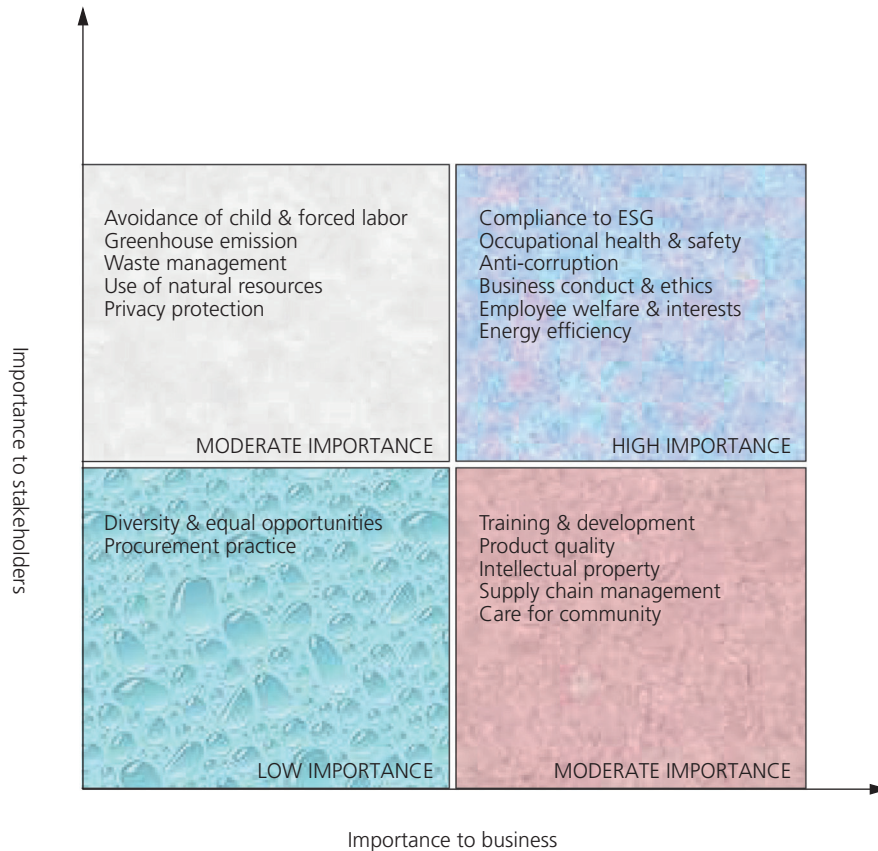 Importance to stakeholders
Avoidance of child & forced labor
Greenhouse emission
Waste management
Use of natural resources
Privacy protection
MODERATE IMPORTANCE
Compliance to ESG
Occupational health & safety
Anti-corruption
Business conduct & ethics
Employee welfare & interests
Energy efficiency
HIGH IMPORTANCE
Diversity & equal opportunities
Procurement practice
LOW IMPORTANCE
Training & development
Product quality
Intellectual property
Supply chain management
Care for community
MODERATE IMPORTANCE
Importance to business